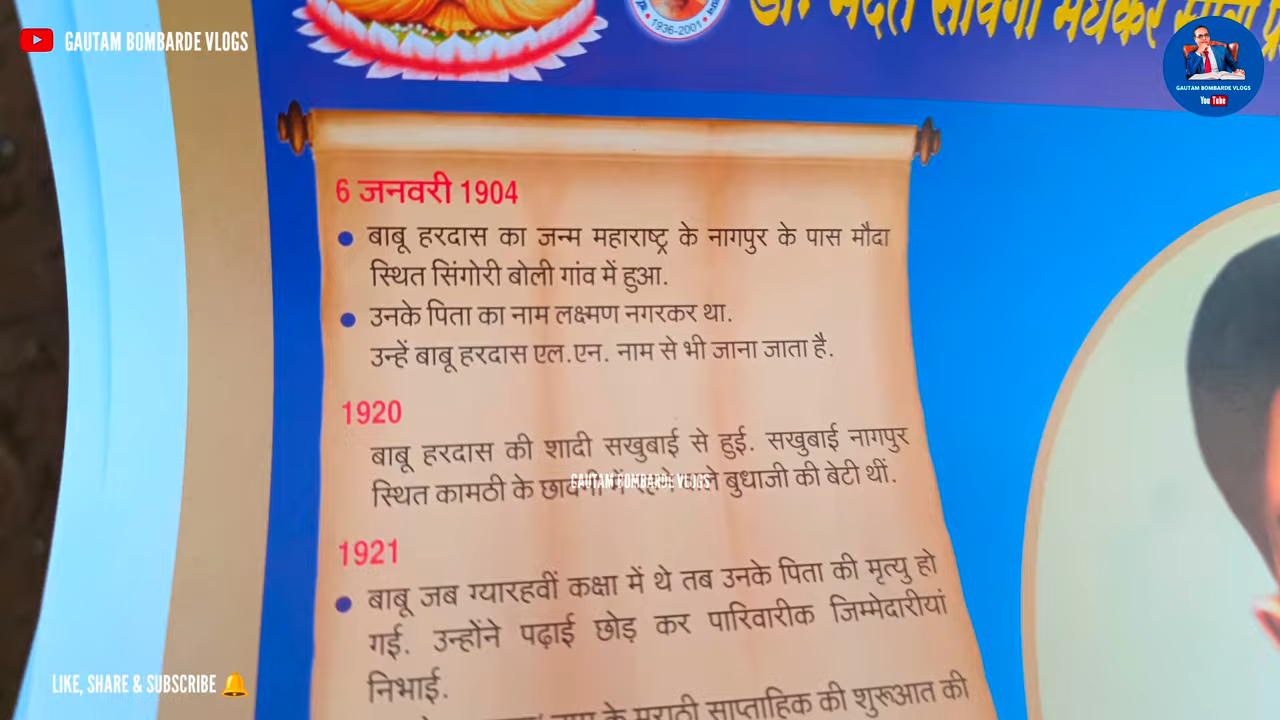 GAUTAM BOMBARDE VLOGS
1936-2001
GAUTAM BOMBARDE VLOGS
You Tube
6 जनवरी 1904
बाबू हरदास का जन्म महाराष्ट्र के नागपुर के पास मौदा
स्थित सिंगोरी बोली गांव में हुआ.
उनके पिता का नाम लक्ष्मण नगरकर था.
उन्हें बाबू हरदास एल.एन. नाम से भी जाना जाता है.
1920
बाबू हरदास की शादी सखुबाई से हुई. सखुबाई नागपुर
स्थित कामठी के छावनी में रहने वाले बुधाजी की बेटी थीं.
GAUTAM BOMBARDE VLOGS
1921
बाबू जब ग्यारहवीं कक्षा में थे तब उनके पिता की मृत्यु हो
गई. उन्होंने पढ़ाई छोड़ कर पारिवारीक जिम्मेदारीयां
निभाई.
के मराठी साप्ताहिक की शुरूआत की
LIKE, SHARE & SUBSCRIBE